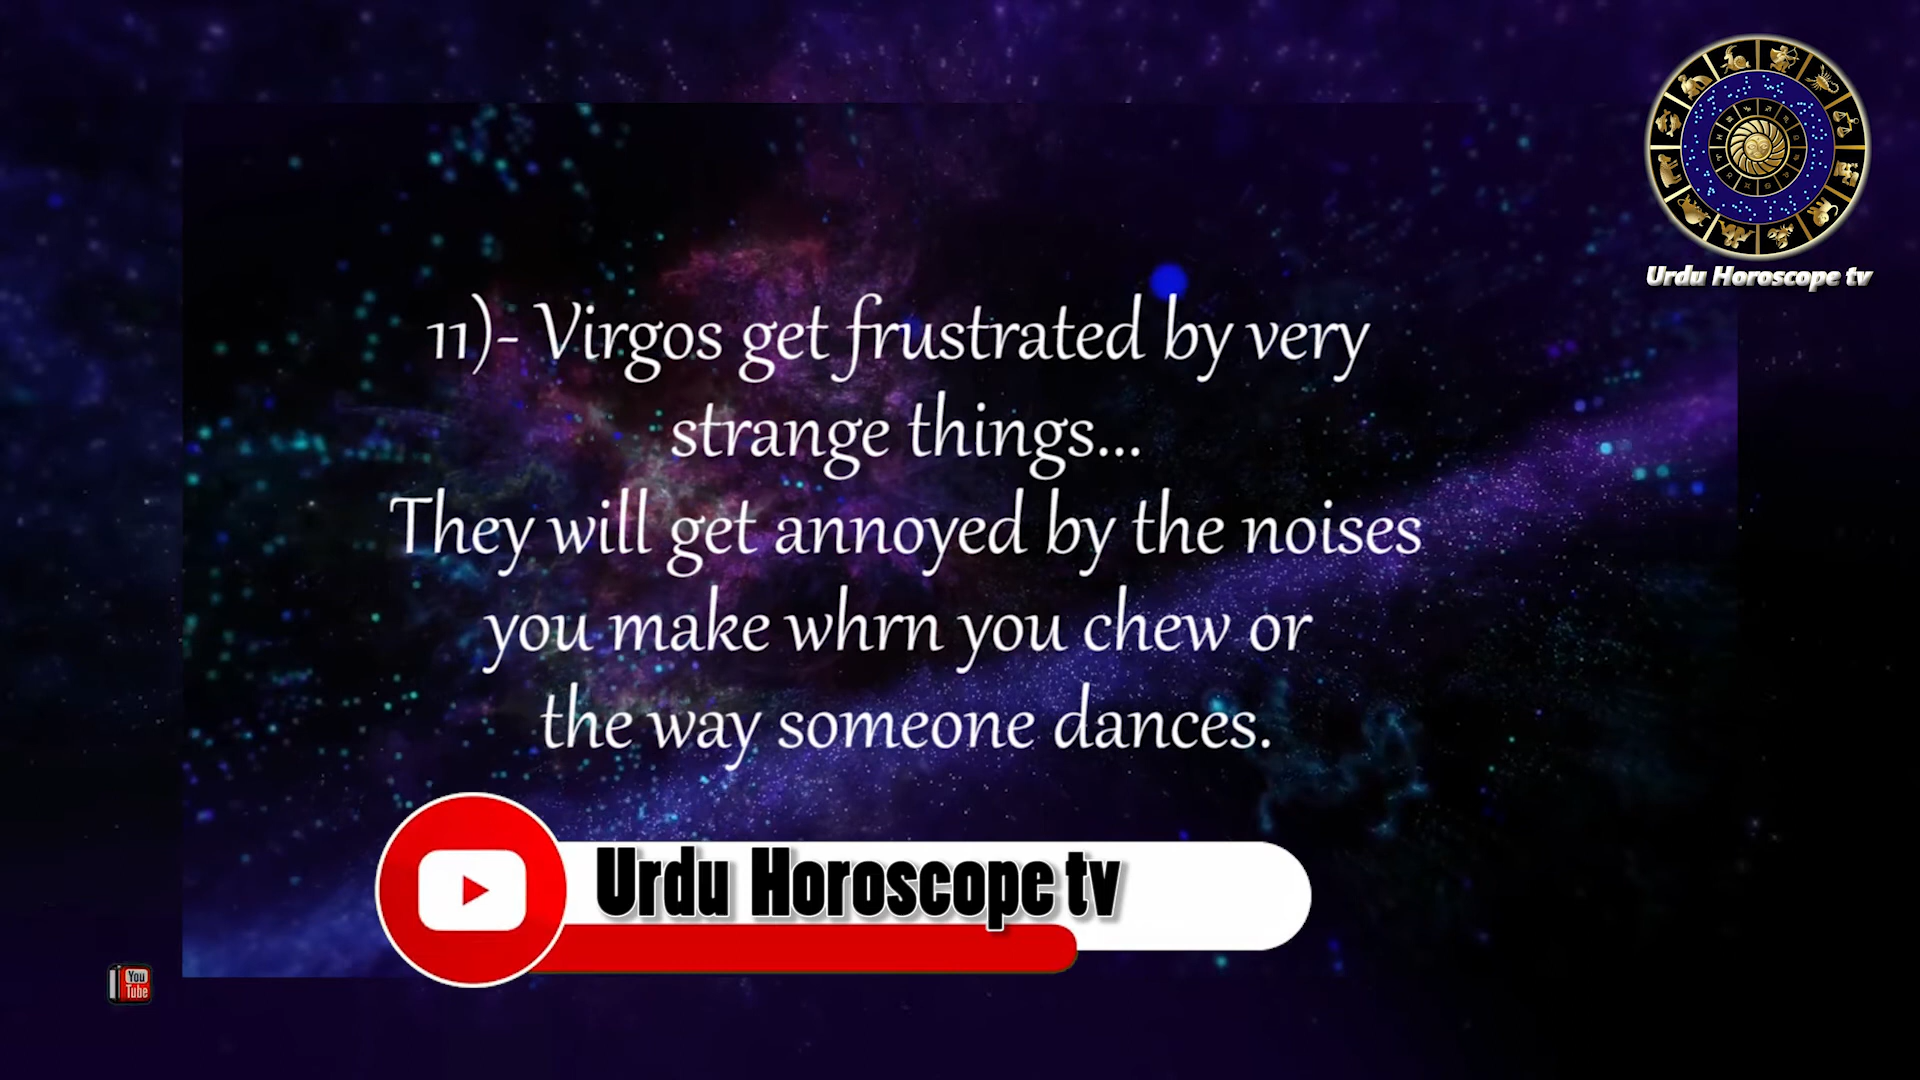 Urdu Horoscope tv
11)- Virgos get frustrated by very
strange things...
They will get annoyed by the noises
you make whrn you chew or
the way someone dances.
Urdu Horoscope tv
You
Tube